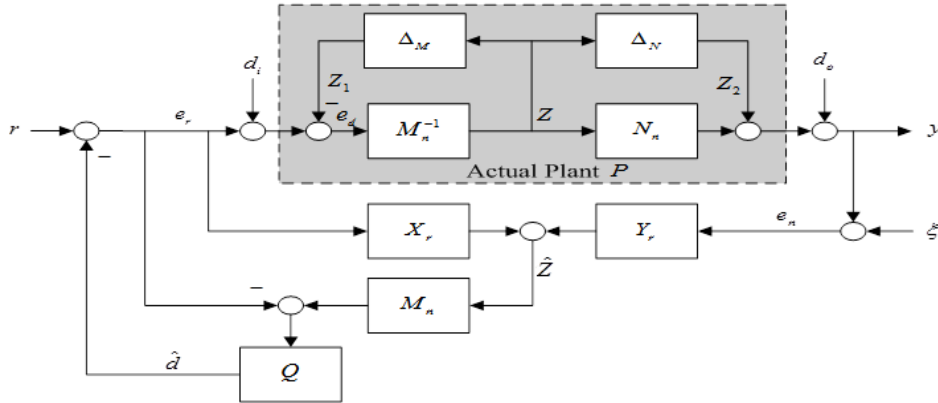 Δ_M
Δ_N
d_i
d_o
Z_1
Z_2
−
r
e_r
e_d
M_n^{-1}
Z
N_n
y
−
Actual Plant P
X_r
Y_r
e_n
ξ
Ẑ
−
M_n
d̂
Q